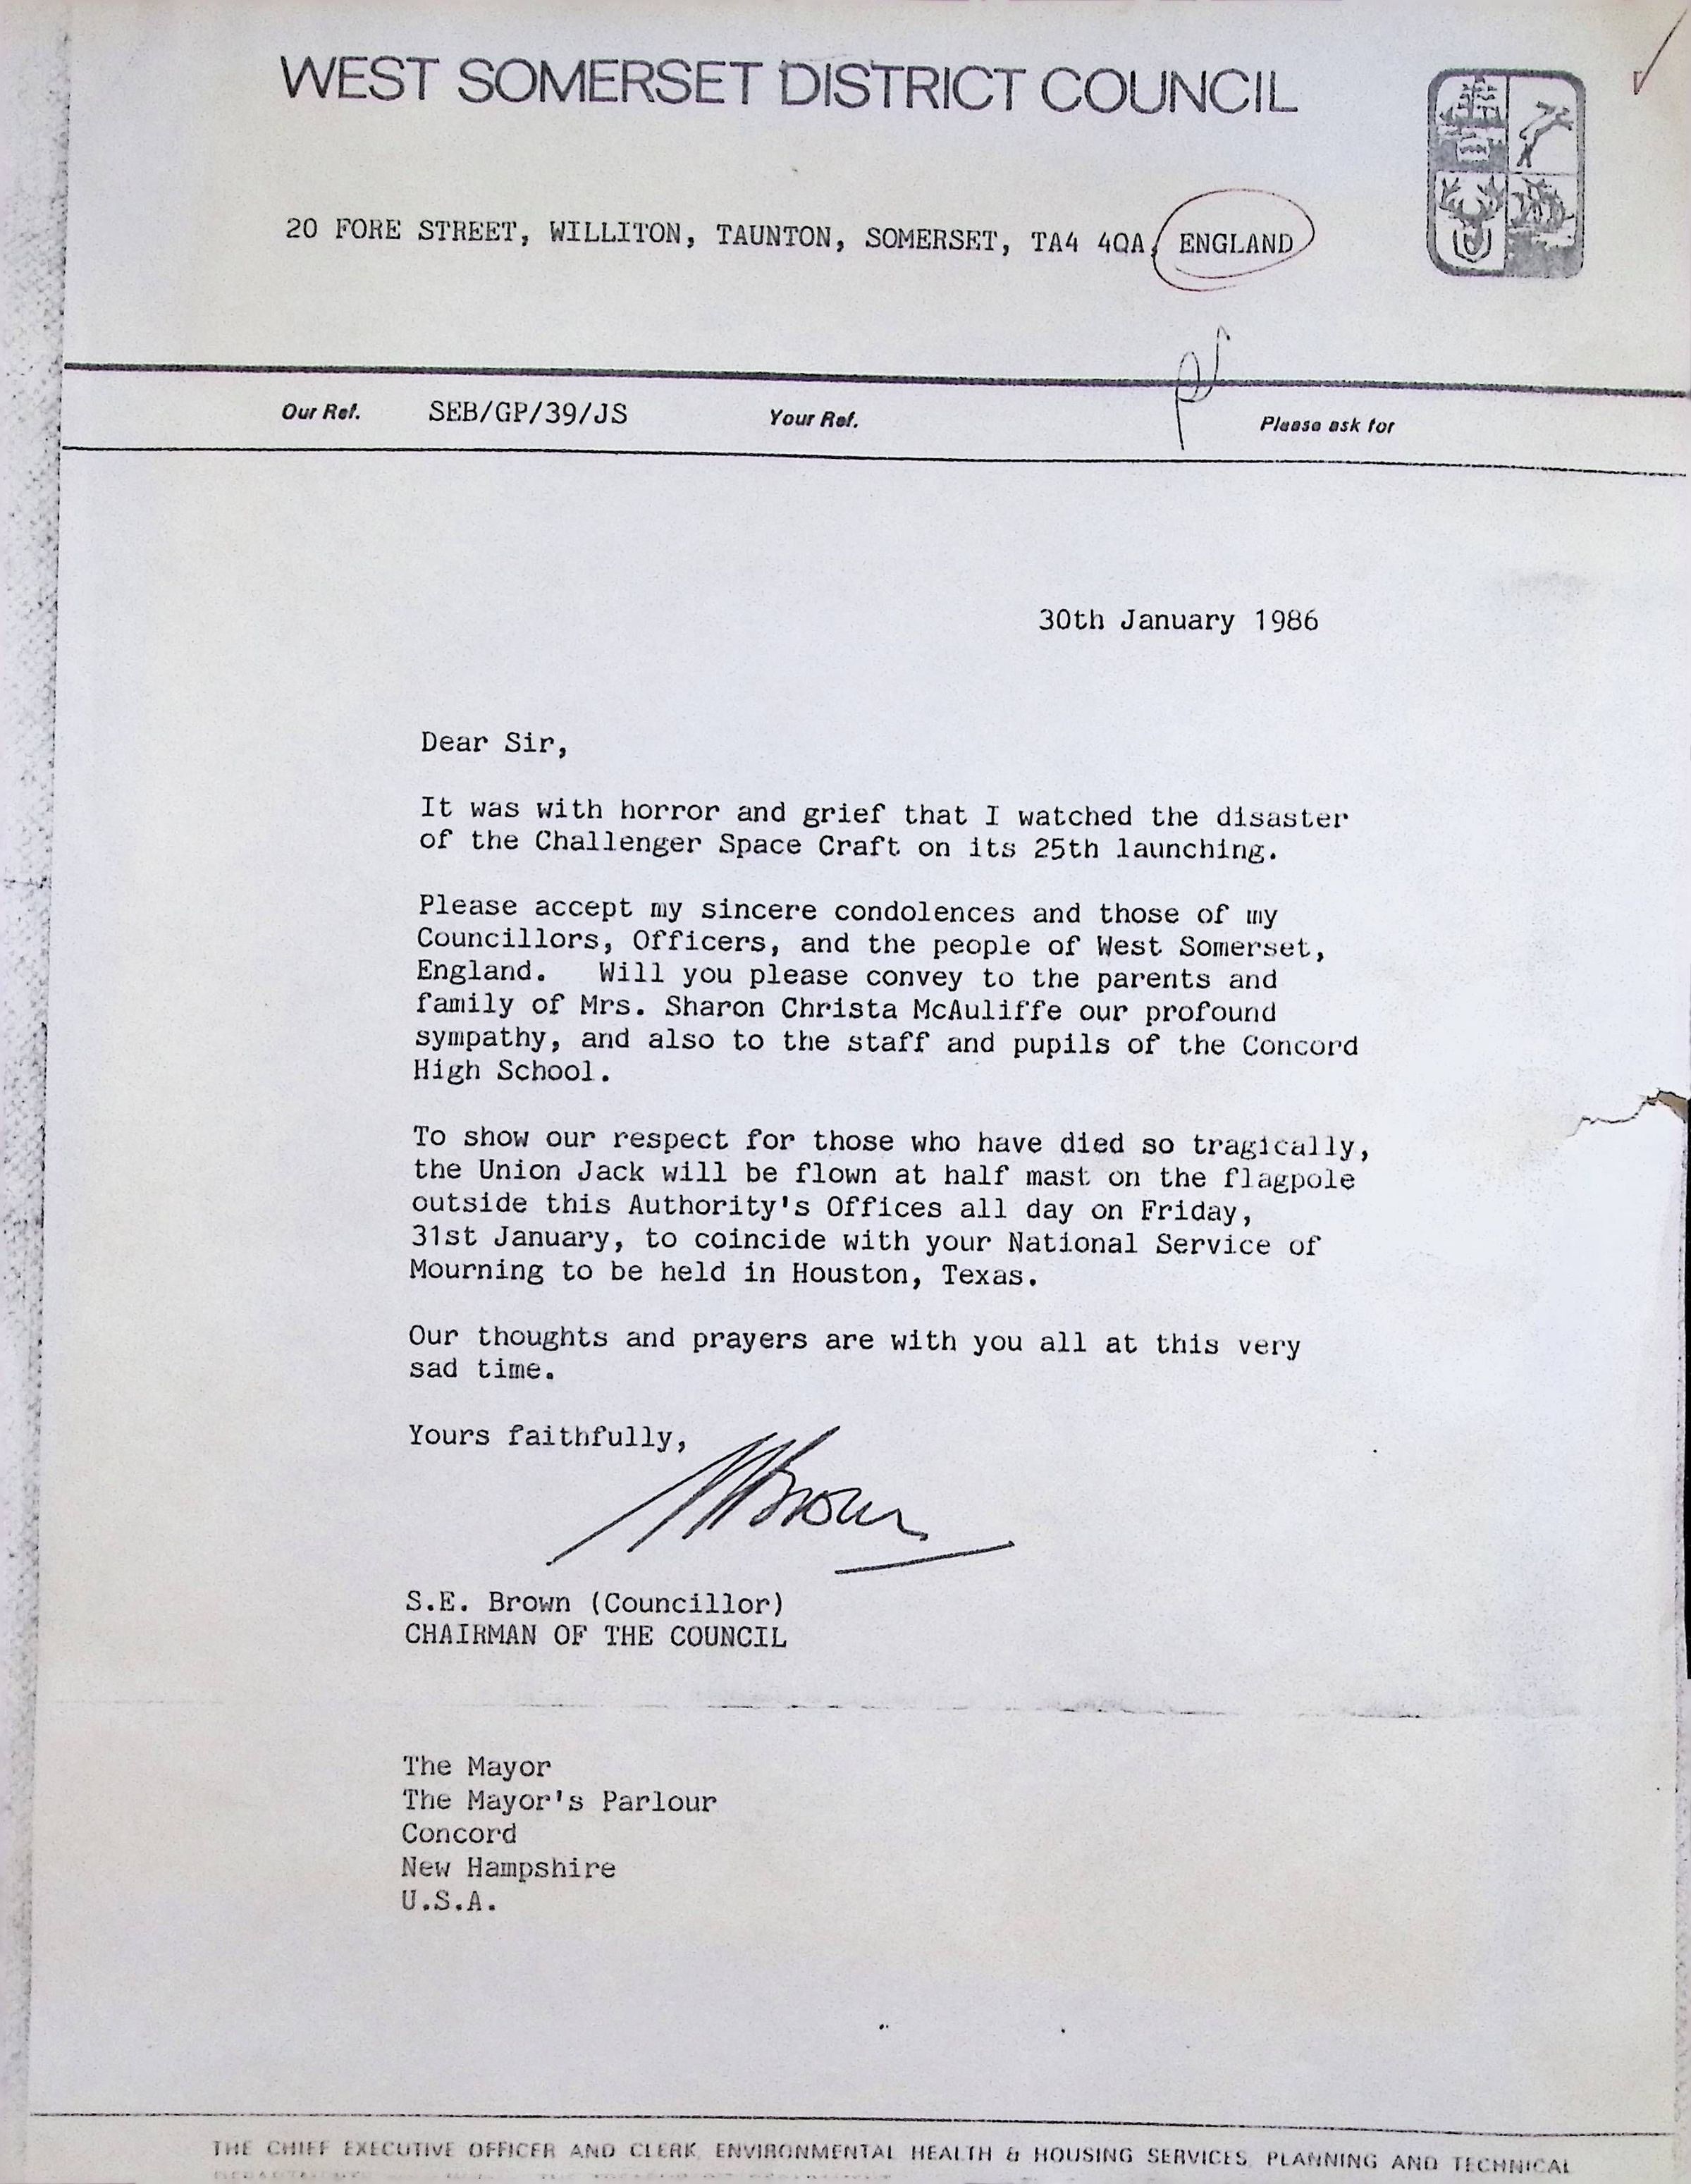 WEST SOMERSET DISTRICT COUNCIL
20 FORE STREET, WILLITON, TAUNTON, SOMERSET, TA4 4QA, ENGLAND
Our Ref. SEB/GP/39/JS Your Ref. Please ask for
30th January 1986
Dear Sir,
It was with horror and grief that I watched the disaster
of the Challenger Space Craft on its 25th launching.
Please accept my sincere condolences and those of my
Councillors, Officers, and the people of West Somerset,
England. Will you please convey to the parents and
family of Mrs. Sharon Christa McAuliffe our profound
sympathy, and also to the staff and pupils of the Concord
High School.
To show our respect for those who have died so tragically,
the Union Jack will be flown at half mast on the flagpole
outside this Authority's Offices all day on Friday,
31st January, to coincide with your National Service of
Mourning to be held in Houston, Texas.
Our thoughts and prayers are with you all at this very
sad time.
Yours faithfully,
Brown
S.E. Brown (Councillor)
CHAIRMAN OF THE COUNCIL
The Mayor
The Mayor's Parlour
Concord
New Hampshire
U.S.A.
THE CHIEF EXECUTIVE OFFICER AND CLERK, ENVIRONMENTAL HEALTH & HOUSING SERVICES, PLANNING AND TECHNICAL